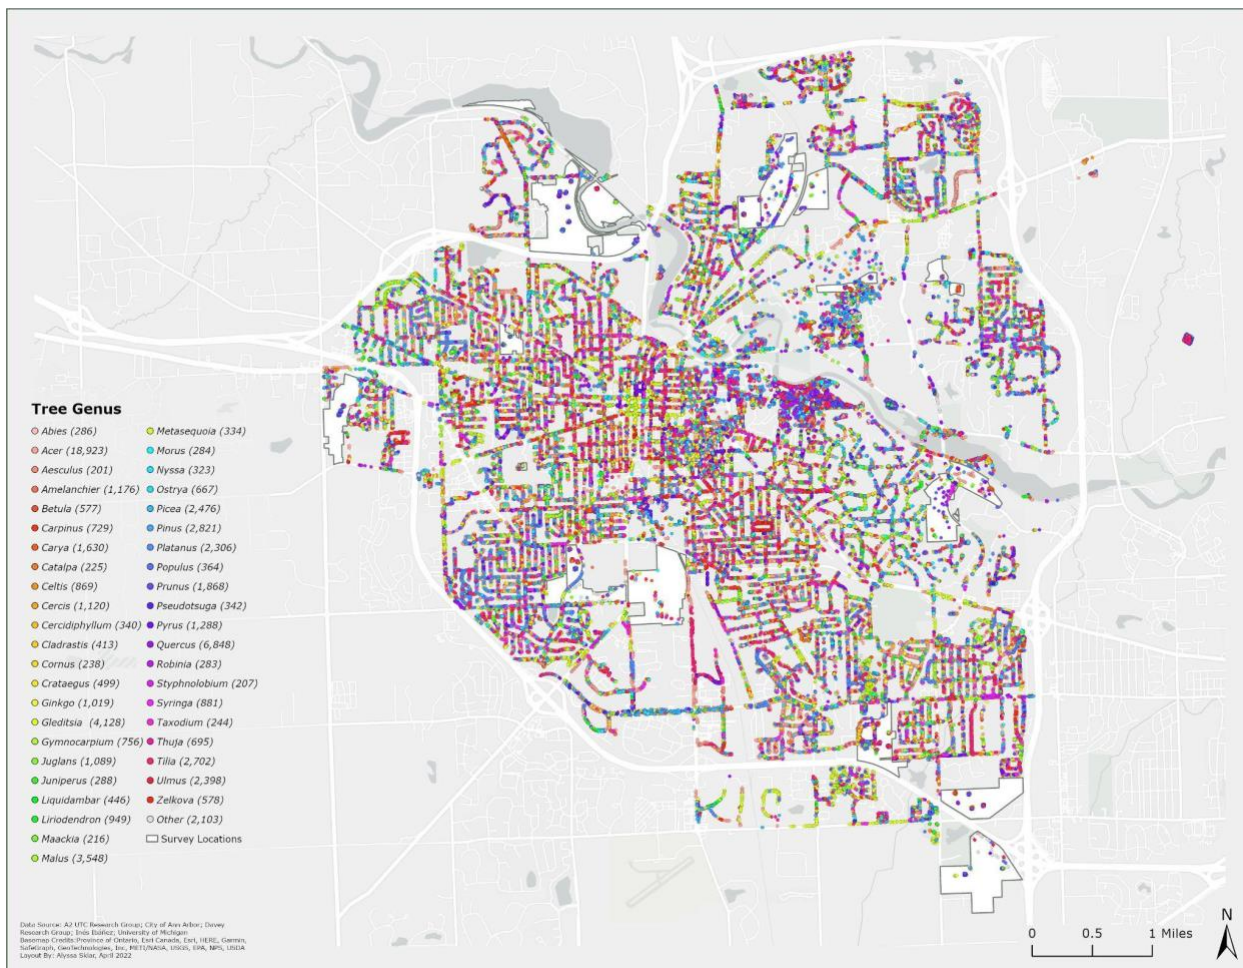 Tree Genus
Abies (286)
Acer (18,923)
Aesculus (201)
Amelanchier (1,176)
Betula (577)
Carpinus (729)
Carya (1,630)
Catalpa (225)
Celtis (869)
Cercis (1,120)
Cercidiphyllum (340)
Cladrastis (413)
Cornus (238)
Crataegus (499)
Ginkgo (1,019)
Gleditsia (4,128)
Gymnocarpium (756)
Juglans (1,089)
Juniperus (288)
Liquidambar (446)
Liriodendron (949)
Maackia (216)
Malus (3,548)
Metasequoia (334)
Morus (284)
Nyssa (323)
Ostrya (667)
Picea (2,476)
Pinus (2,821)
Platanus (2,306)
Populus (364)
Prunus (1,868)
Pseudotsuga (342)
Pyrus (1,288)
Quercus (6,848)
Robinia (283)
Styphnolobium (207)
Syringa (881)
Taxodium (244)
Thuja (695)
Tilia (2,702)
Ulmus (2,398)
Zelkova (578)
Other (2,103)
Survey Locations
Data Source: A2 UTC Research Group; City of Ann Arbor; Davey
Research Group; Inés Ibáñez; University of Michigan
Basemap Credits:Province of Ontario, Esri Canada, Esri, HERE, Garmin,
SafeGraph, GeoTechnologies, Inc, METI/NASA, USGS, EPA, NPS, USDA
Layout By: Alyssa Sklar, April 2022
N
0 0.5 1 Miles